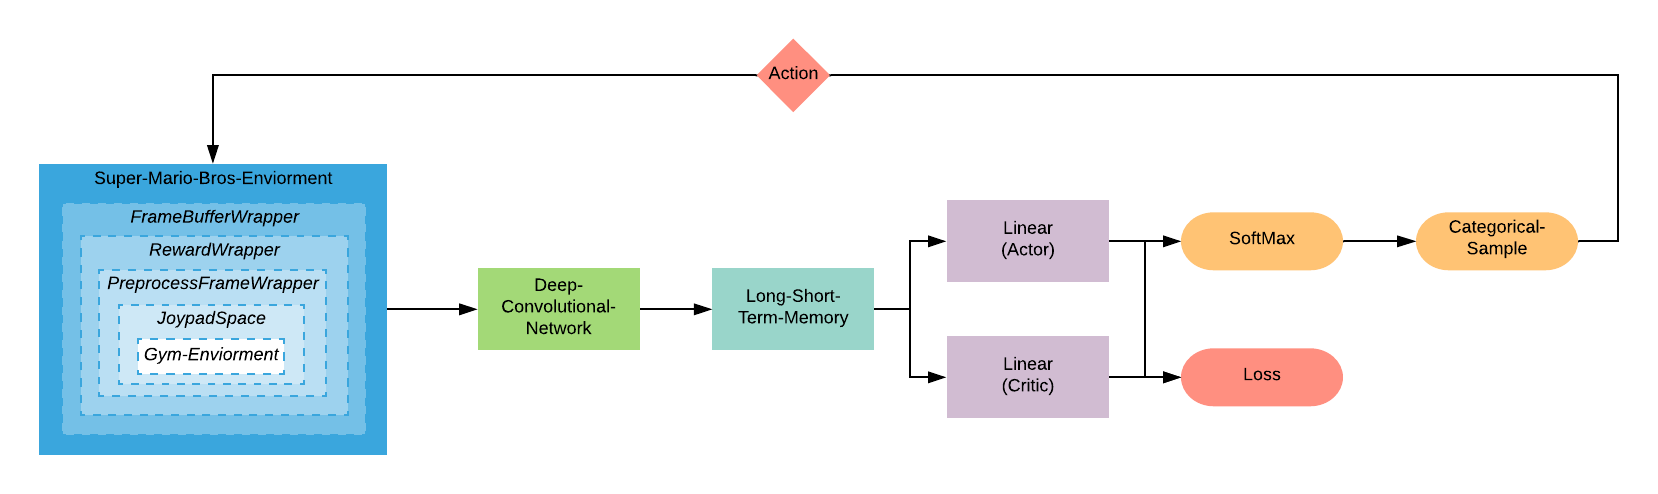 Action
Super-Mario-Bros-Enviorment
FrameBufferWrapper
RewardWrapper
PreprocessFrameWrapper
JoypadSpace
Gym-Enviorment
Deep-
Convolutional-
Network
Long-Short-
Term-Memory
Linear
(Actor)
Linear
(Critic)
SoftMax
Categorical-
Sample
Loss